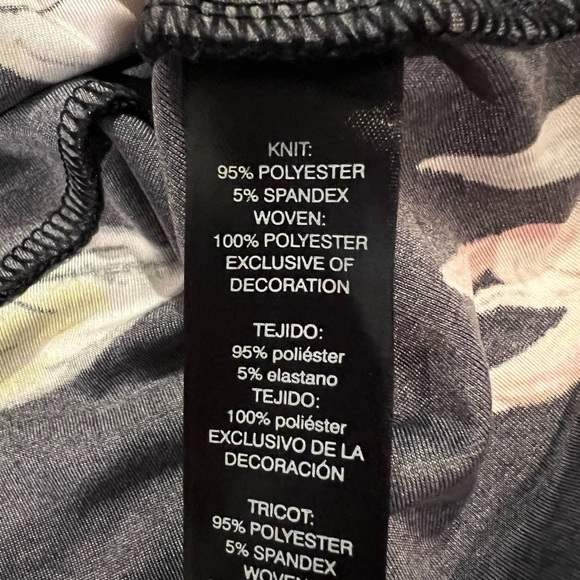 KNIT:
95% POLYESTER
5% SPANDEX
WOVEN:
100% POLYESTER
EXCLUSIVE OF
DECORATION
TEJIDO:
95% poliéster
5% elastano
TEJIDO:
100% poliéster
EXCLUSIVO DE LA
DECORACIÓN
TRICOT:
95% POLYESTER
5% SPANDEX
WOVEN: